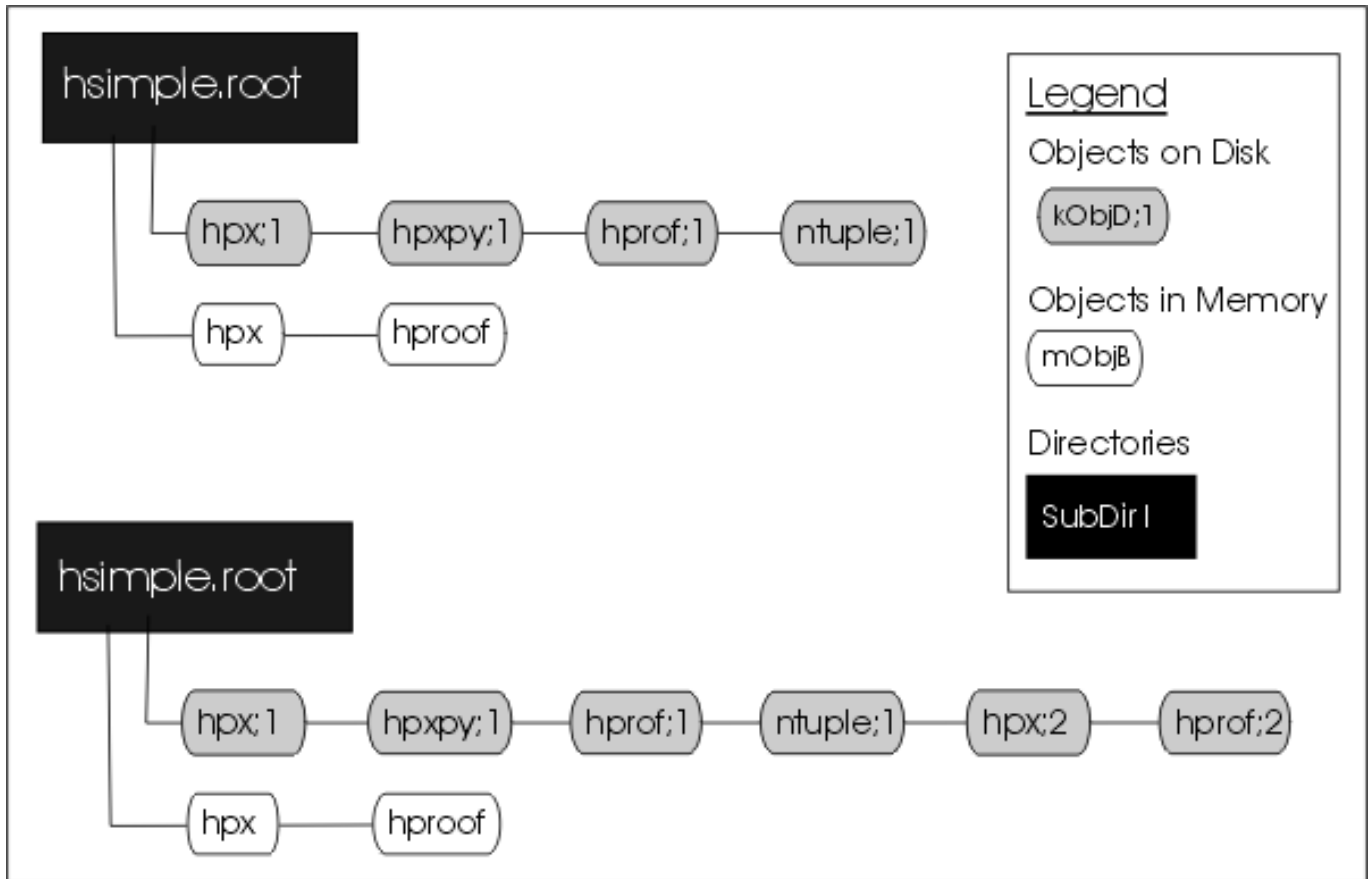 hsimple.root
hpx;1 hpxpy;1 hprof;1 ntuple;1
hpx hproof
hsimple.root
hpx;1 hpxpy;1 hprof;1 ntuple;1 hpx;2 hprof;2
hpx hproof
Legend
Objects on Disk
kObjD;1
Objects in Memory
mObjB
Directories
SubDir1